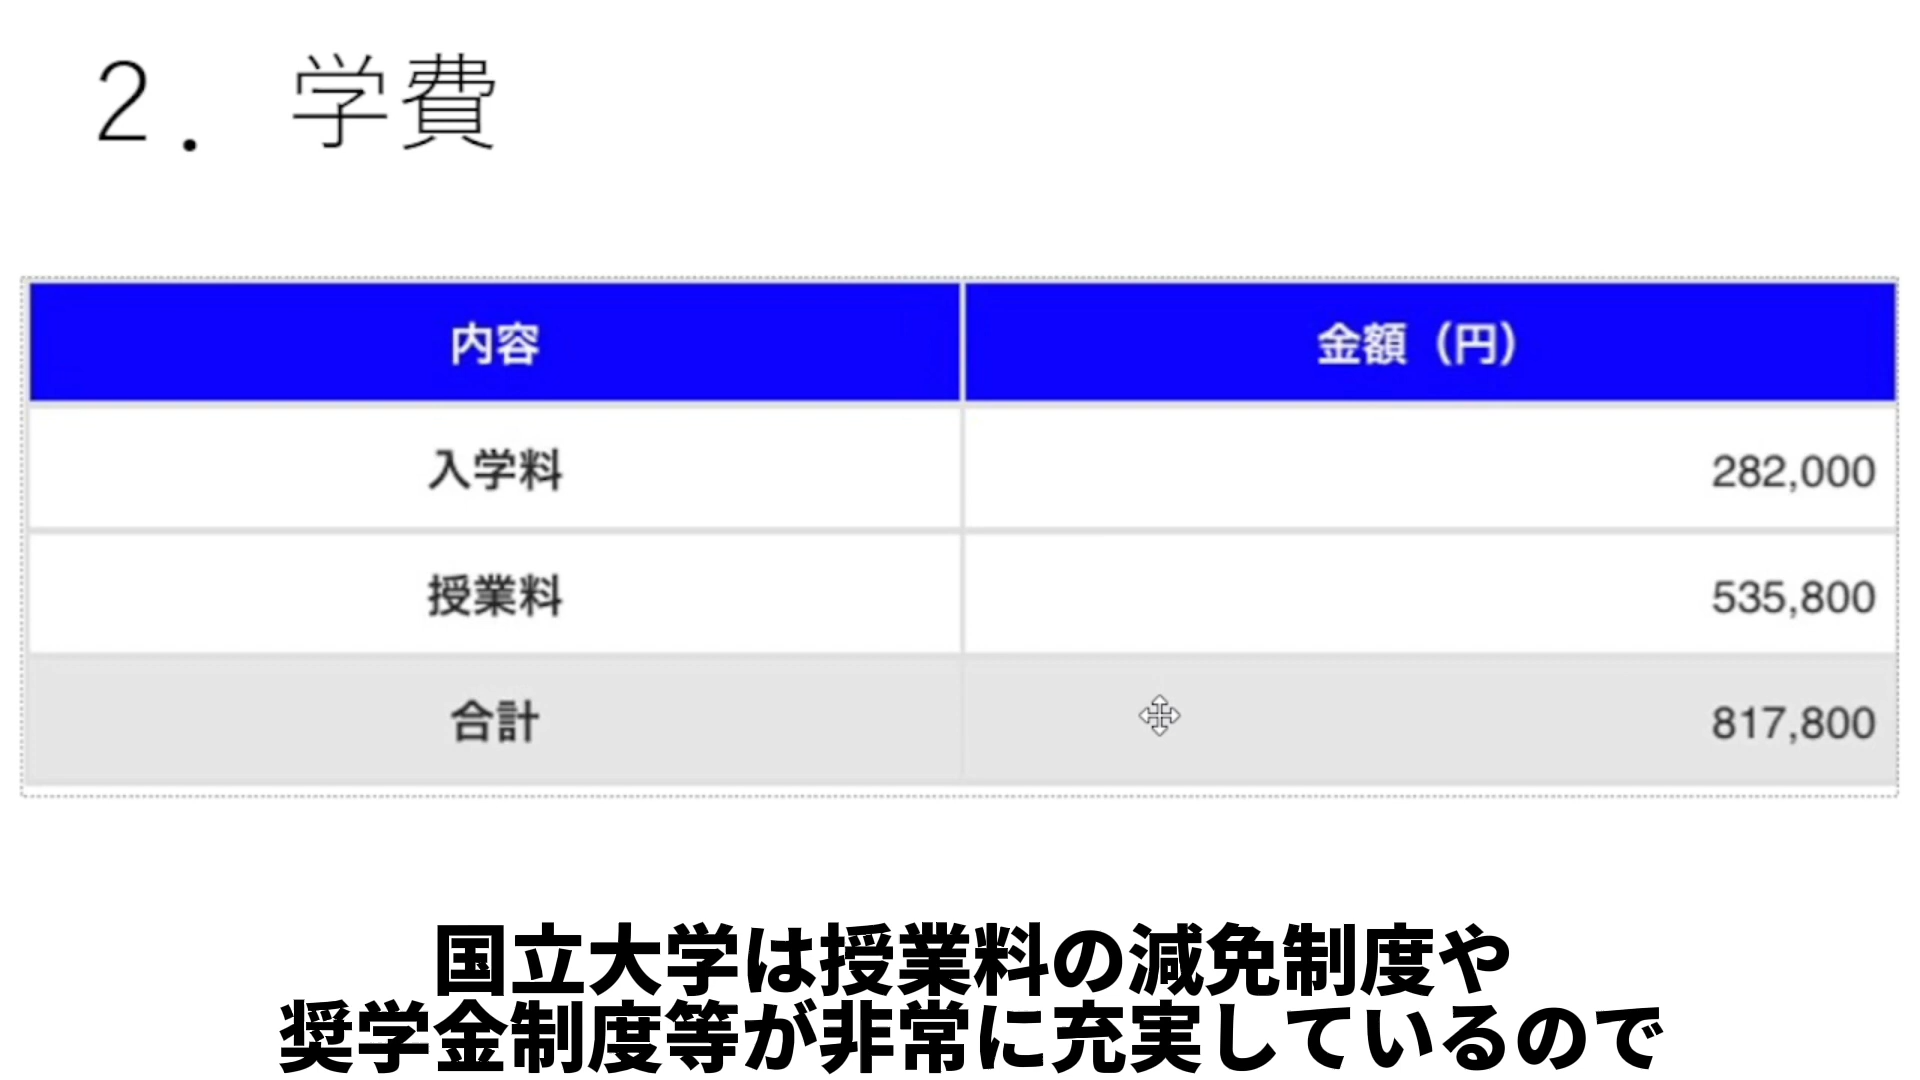 2. 学費
内容 金額（円）
入学料 282,000
授業料 535,800
合計 817,800
国立大学は授業料の減免制度や
奨学金制度等が非常に充実しているので